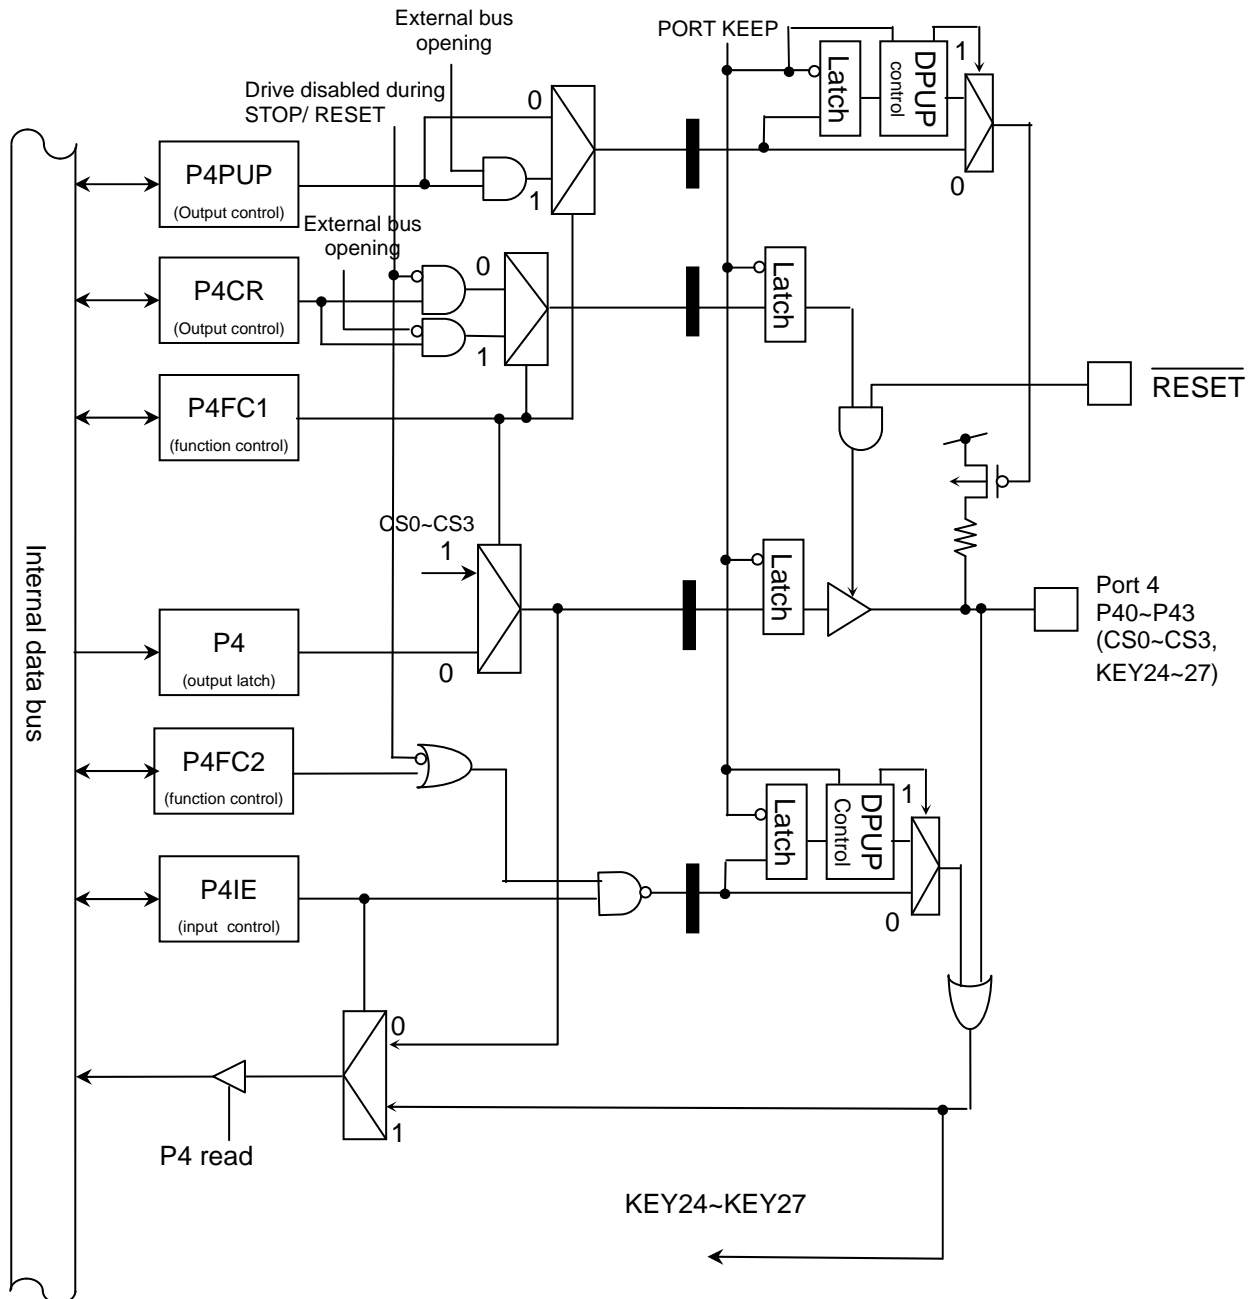 External bus
opening
PORT KEEP
Drive disabled during
STOP/ RESET
0
1
Latch
DPUP
control
1
0
P4PUP
(Output control)
External bus
opening
P4CR
(Output control)
0
1
Latch
RESET
P4FC1
(function control)
CS0~CS3
1
0
Latch
Internal data bus
P4
(output latch)
Port 4
P40~P43
(CS0~CS3,
KEY24~27)
P4FC2
(function control)
Latch
DPUP
Control
1
0
P4IE
(input control)
0
1
P4 read
KEY24~KEY27